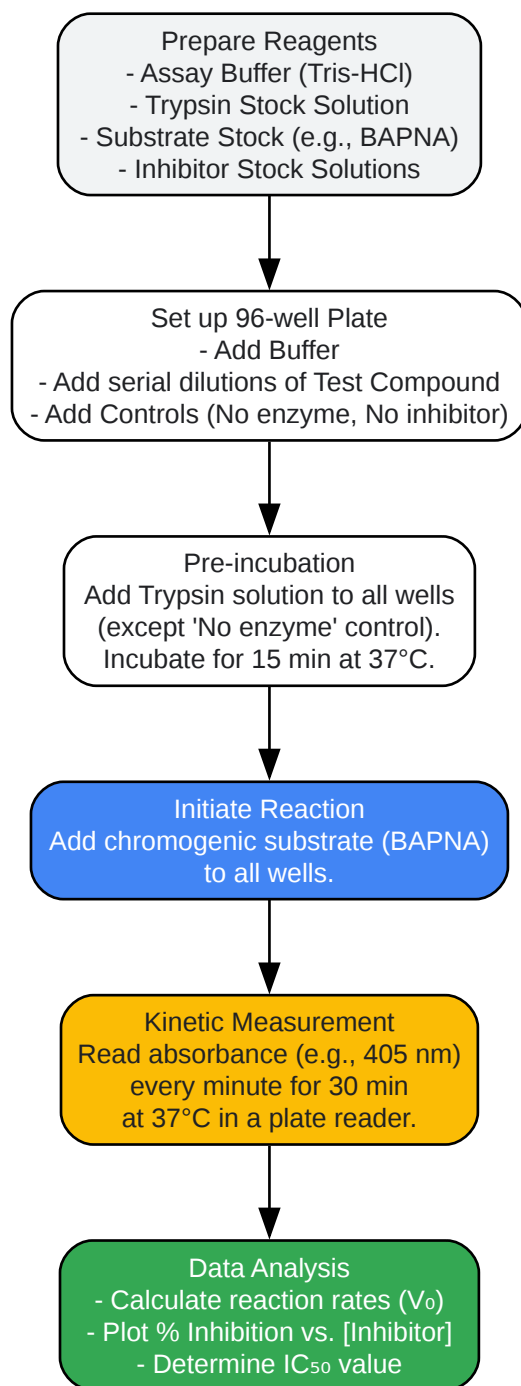 Prepare Reagents
- Assay Buffer (Tris-HCl)
- Trypsin Stock Solution
- Substrate Stock (e.g., BAPNA)
- Inhibitor Stock Solutions
Set up 96-well Plate
- Add Buffer
- Add serial dilutions of Test Compound
- Add Controls (No enzyme, No inhibitor)
Pre-incubation
Add Trypsin solution to all wells
(except 'No enzyme' control).
Incubate for 15 min at 37°C.
Initiate Reaction
Add chromogenic substrate (BAPNA)
to all wells.
Kinetic Measurement
Read absorbance (e.g., 405 nm)
every minute for 30 min
at 37°C in a plate reader.
Data Analysis
- Calculate reaction rates (V₀)
- Plot % Inhibition vs. [Inhibitor]
- Determine IC₅₀ value